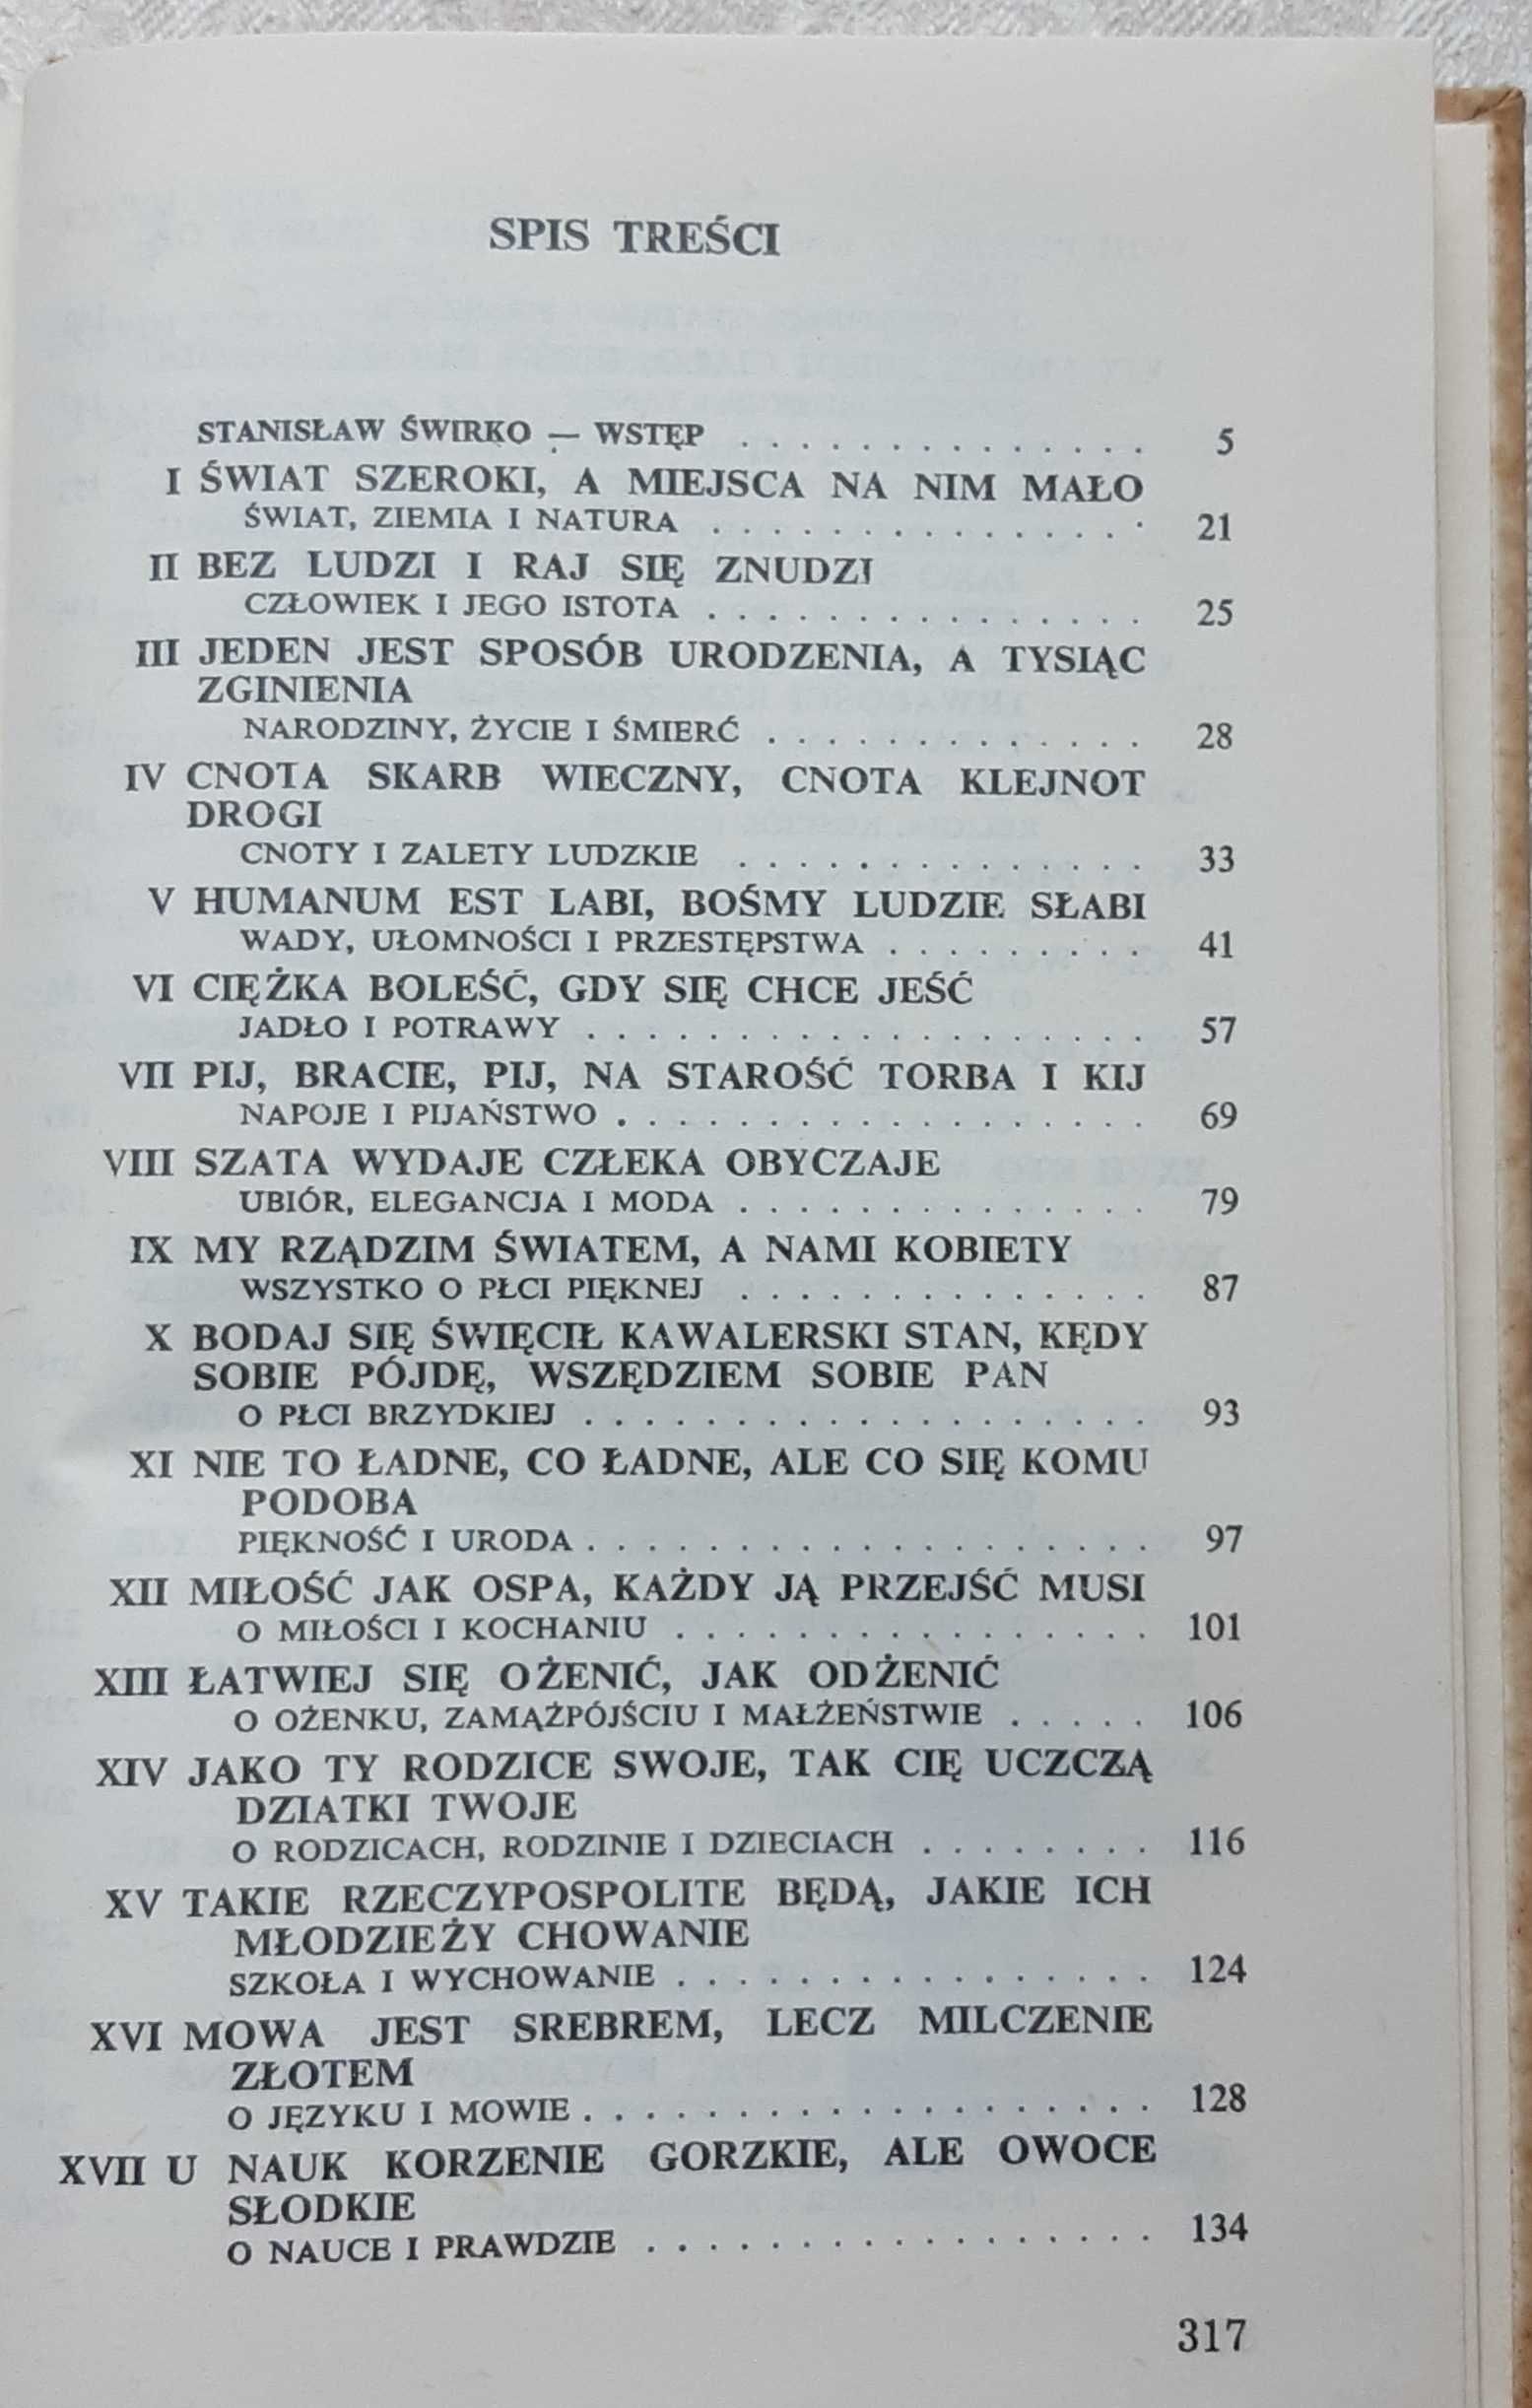 SPIS TREŚCI
STANISŁAW ŚWIRKO — WSTĘP . . . . . . . . . . . . . . 5
I ŚWIAT SZEROKI, A MIEJSCA NA NIM MAŁO
ŚWIAT, ZIEMIA I NATURA . . . . . . . . . . . . . . . 21
II BEZ LUDZI I RAJ SIĘ ZNUDZI
CZŁOWIEK I JEGO ISTOTA . . . . . . . . . . . . . . . 25
III JEDEN JEST SPOSÓB URODZENIA, A TYSIĄC
ZGINIENIA
NARODZINY, ŻYCIE I ŚMIERĆ . . . . . . . . . . . . . 28
IV CNOTA SKARB WIECZNY, CNOTA KLEJNOT
DROGI
CNOTY I ZALETY LUDZKIE . . . . . . . . . . . . . . 33
V HUMANUM EST LABI, BOŚMY LUDZIE SŁABI
WADY, UŁOMNOŚCI I PRZESTĘPSTWA . . . . . . . . . 41
VI CIĘŻKA BOLEŚĆ, GDY SIĘ CHCE JEŚĆ
JADŁO I POTRAWY . . . . . . . . . . . . . . . . . . . 57
VII PIJ, BRACIE, PIJ, NA STAROŚĆ TORBA I KIJ
NAPOJE I PIJAŃSTWO . . . . . . . . . . . . . . . . . . 69
VIII SZATA WYDAJE CZŁEKA OBYCZAJE
UBIÓR, ELEGANCJA I MODA . . . . . . . . . . . . . . 79
IX MY RZĄDZIM ŚWIATEM, A NAMI KOBIETY
WSZYSTKO O PŁCI PIĘKNEJ . . . . . . . . . . . . . . 87
X BODAJ SIĘ ŚWIĘCIŁ KAWALERSKI STAN, KĘDY
SOBIE PÓJDĘ, WSZĘDZIEM SOBIE PAN
O PŁCI BRZYDKIEJ . . . . . . . . . . . . . . . . . . . 93
XI NIE TO ŁADNE, CO ŁADNE, ALE CO SIĘ KOMU
PODOBA
PIĘKNOŚĆ I URODA . . . . . . . . . . . . . . . . . . . 97
XII MIŁOŚĆ JAK OSPA, KAŻDY JĄ PRZEJŚĆ MUSI
O MIŁOŚCI I KOCHANIU . . . . . . . . . . . . . . . . 101
XIII ŁATWIEJ SIĘ OŻENIĆ, JAK ODŻENIĆ
O OŻENKU, ZAMĄŻPÓJŚCIU I MAŁŻEŃSTWIE . . . . . 106
XIV JAKO TY RODZICE SWOJE, TAK CIĘ UCZCZĄ
DZIATKI TWOJE
O RODZICACH, RODZINIE I DZIECIACH . . . . . . . . 116
XV TAKIE RZECZYPOSPOLITE BĘDĄ, JAKIE ICH
MŁODZIEŻY CHOWANIE
SZKOŁA I WYCHOWANIE . . . . . . . . . . . . . . . . 124
XVI MOWA JEST SREBREM, LECZ MILCZENIE
ZŁOTEM
O JĘZYKU I MOWIE . . . . . . . . . . . . . . . . . . . 128
XVII U NAUK KORZENIE GORZKIE, ALE OWOCE
SŁODKIE
O NAUCE I PRAWDZIE . . . . . . . . . . . . . . . . . 134
317